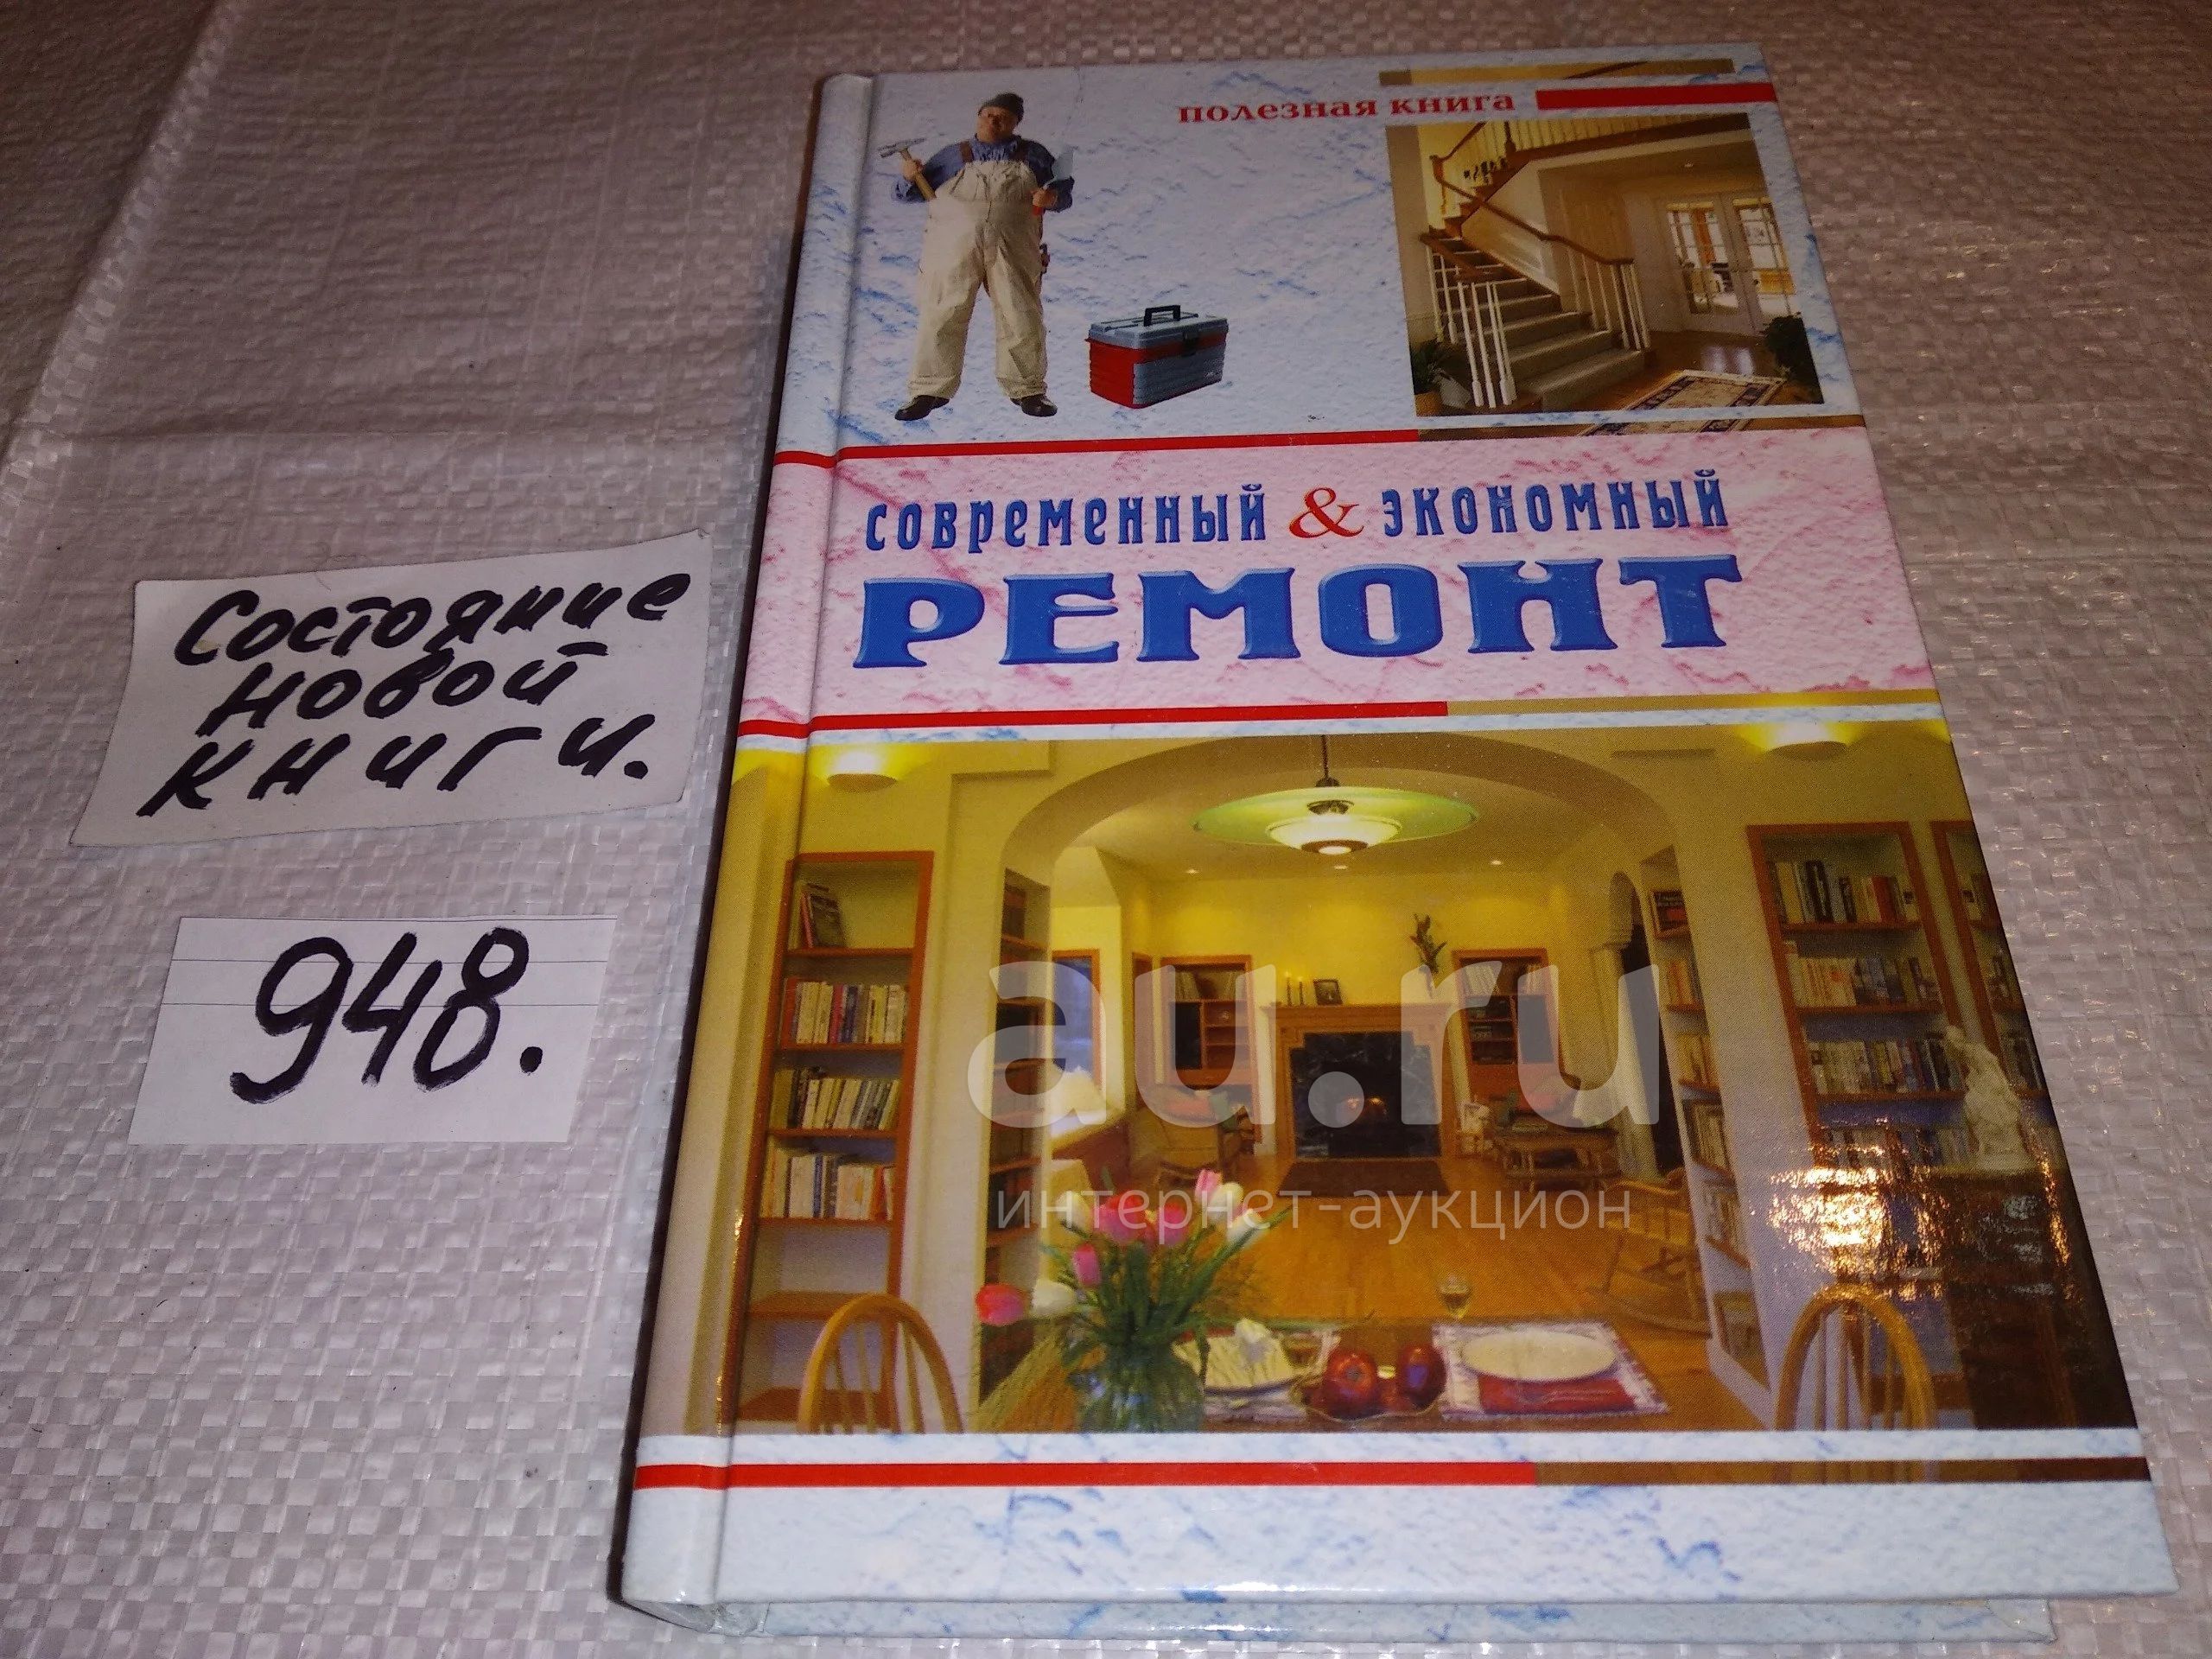 полезная книга
современный & экономный
РЕМОНТ
Состояние
новой
книги.
948.
au.ru
интернет-аукцион